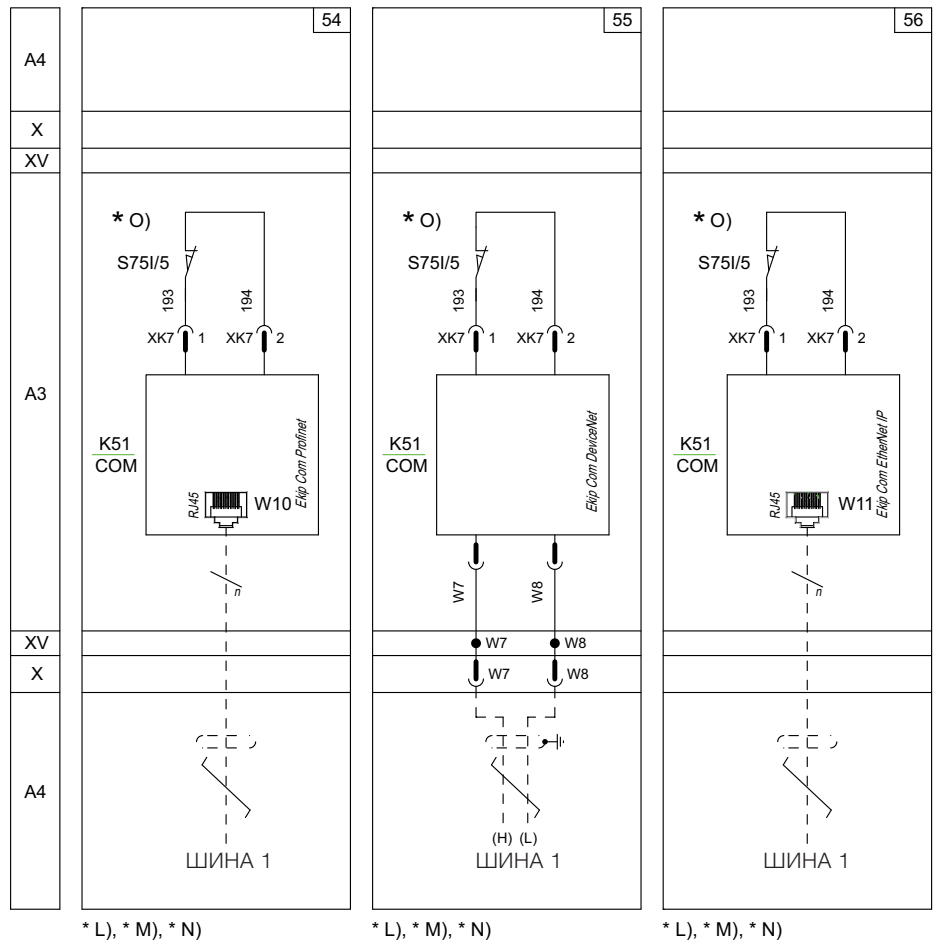 A4
X
XV
A3
XV
X
A4
54
* O)
S75I/5
193
194
XK7 1
XK7 2
K51
COM
Ekip Com Profinet
RJ45
W10
n
ШИНА 1
* L), * M), * N)
55
* O)
S75I/5
193
194
XK7 1
XK7 2
K51
COM
Ekip Com DeviceNet
W7
W8
W7
W8
W7
W8
(H) (L)
ШИНА 1
* L), * M), * N)
56
* O)
S75I/5
193
194
XK7 1
XK7 2
K51
COM
Ekip Com EtherNet IP
RJ45
W11
n
ШИНА 1
* L), * M), * N)